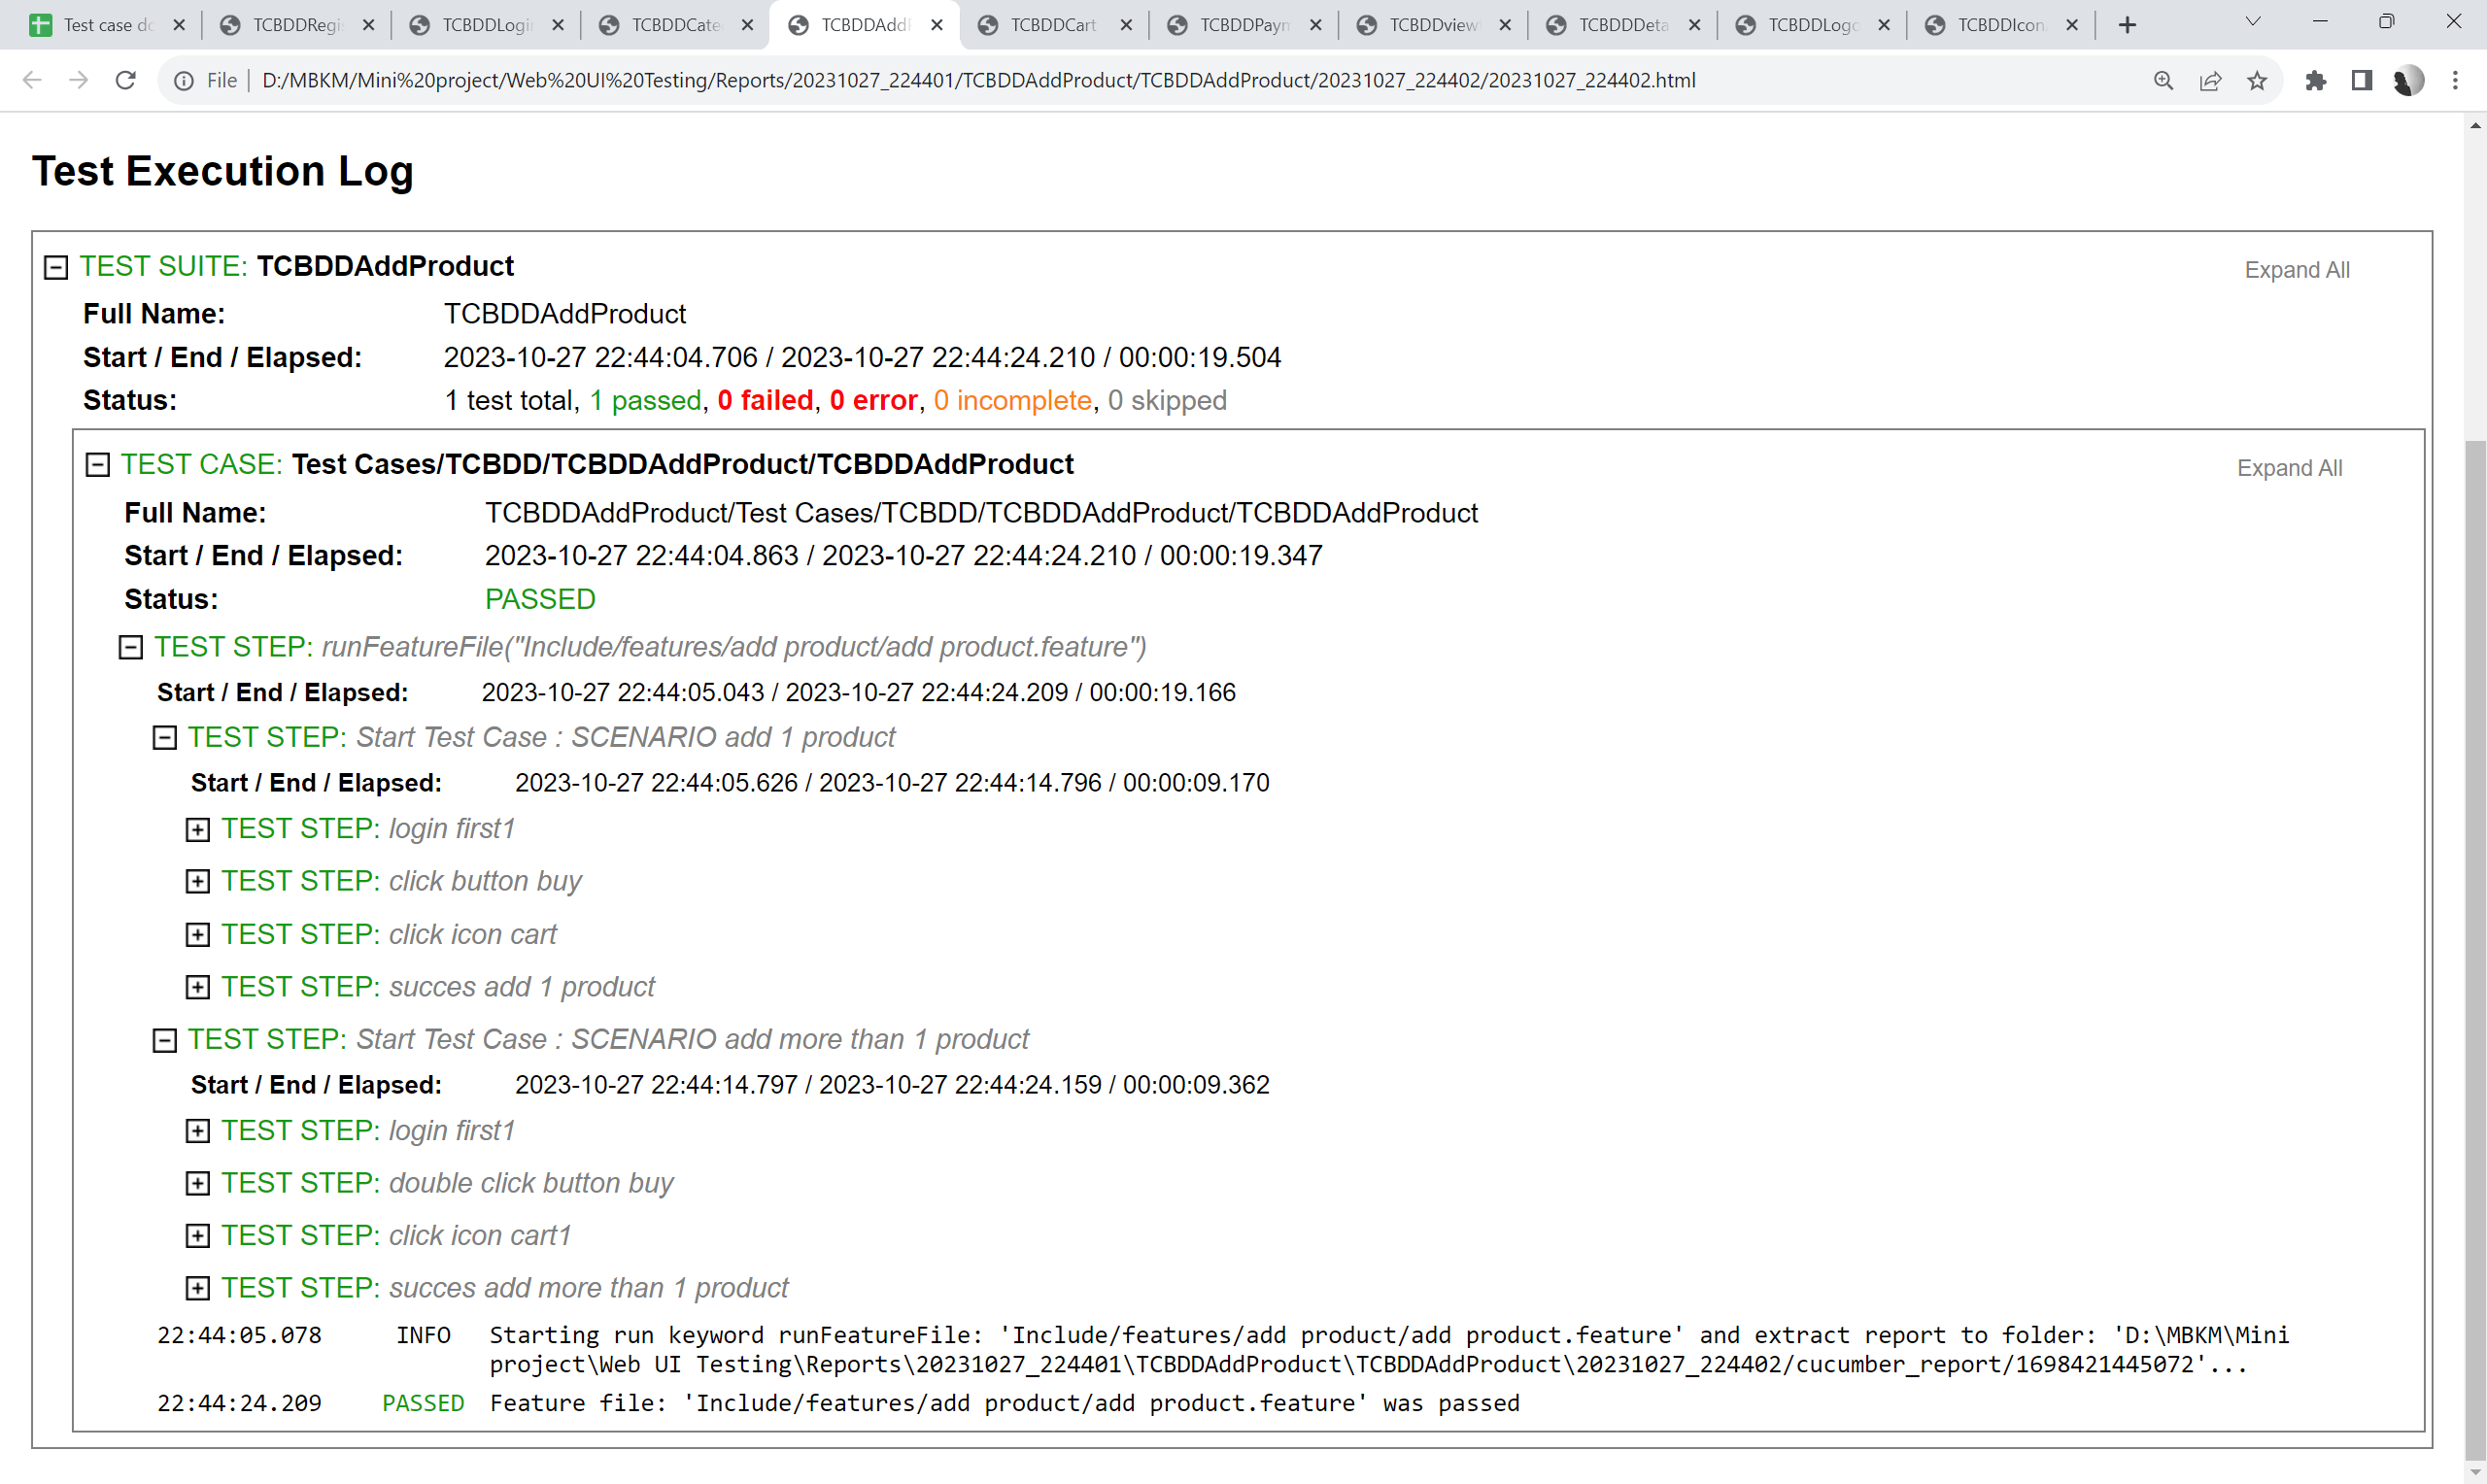 Test case do
TCBDDRegi
TCBDDLogi
TCBDDCate
TCBDDAddP
TCBDDCart
TCBDDPaym
TCBDDview
TCBDDDeta
TCBDDLogo
TCBDDIcon
File
D:/MBKM/Mini%20project/Web%20UI%20Testing/Reports/20231027_224401/TCBDDAddProduct/TCBDDAddProduct/20231027_224402/20231027_224402.html
Test Execution Log
TEST SUITE: TCBDDAddProduct
Expand All
Full Name: TCBDDAddProduct
Start / End / Elapsed: 2023-10-27 22:44:04.706 / 2023-10-27 22:44:24.210 / 00:00:19.504
Status: 1 test total, 1 passed, 0 failed, 0 error, 0 incomplete, 0 skipped
TEST CASE: Test Cases/TCBDD/TCBDDAddProduct/TCBDDAddProduct
Expand All
Full Name: TCBDDAddProduct/Test Cases/TCBDD/TCBDDAddProduct/TCBDDAddProduct
Start / End / Elapsed: 2023-10-27 22:44:04.863 / 2023-10-27 22:44:24.210 / 00:00:19.347
Status: PASSED
TEST STEP: runFeatureFile("Include/features/add product/add product.feature")
Start / End / Elapsed: 2023-10-27 22:44:05.043 / 2023-10-27 22:44:24.209 / 00:00:19.166
TEST STEP: Start Test Case : SCENARIO add 1 product
Start / End / Elapsed: 2023-10-27 22:44:05.626 / 2023-10-27 22:44:14.796 / 00:00:09.170
TEST STEP: login first1
TEST STEP: click button buy
TEST STEP: click icon cart
TEST STEP: succes add 1 product
TEST STEP: Start Test Case : SCENARIO add more than 1 product
Start / End / Elapsed: 2023-10-27 22:44:14.797 / 2023-10-27 22:44:24.159 / 00:00:09.362
TEST STEP: login first1
TEST STEP: double click button buy
TEST STEP: click icon cart1
TEST STEP: succes add more than 1 product
22:44:05.078 INFO Starting run keyword runFeatureFile: 'Include/features/add product/add product.feature' and extract report to folder: 'D:\MBKM\Mini
project\Web UI Testing\Reports\20231027_224401\TCBDDAddProduct\TCBDDAddProduct\20231027_224402/cucumber_report/1698421445072'...
22:44:24.209 PASSED Feature file: 'Include/features/add product/add product.feature' was passed